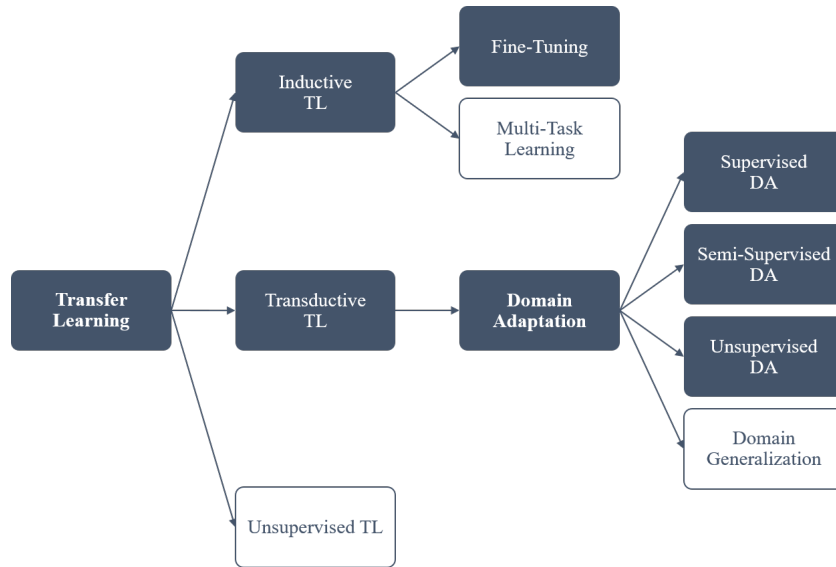 Fine-Tuning
Inductive
TL
Multi-Task
Learning
Supervised
DA
Semi-Supervised
DA
Transfer
Learning
Transductive
TL
Domain
Adaptation
Unsupervised
DA
Domain
Generalization
Unsupervised TL